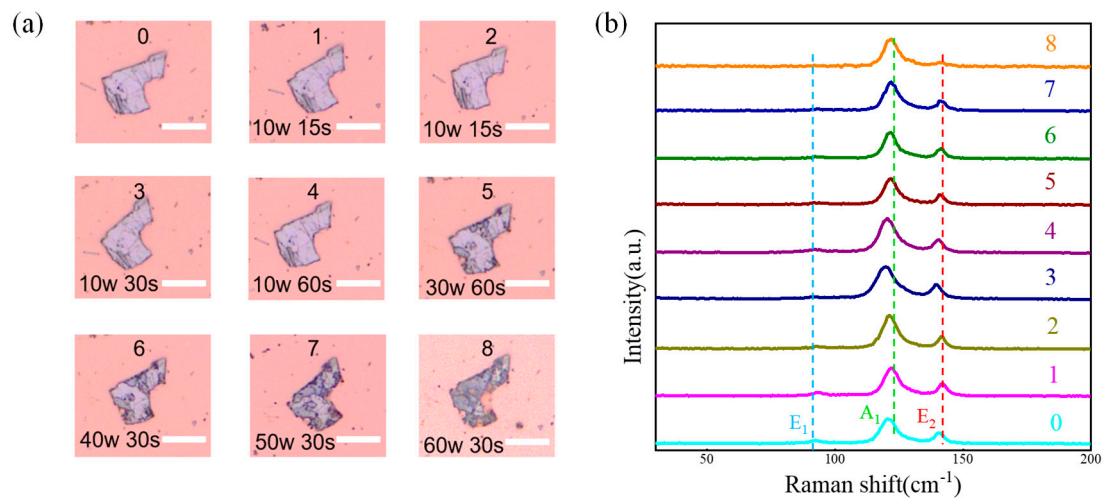 (a)
0
1
10w 15s
2
10w 15s
3
10w 30s
4
10w 60s
5
30w 60s
6
40w 30s
7
50w 30s
8
60w 30s
(b)
Intensity(a.u.)
8
7
6
5
4
3
2
1
0
E₁
A₁
E₂
50
100
150
200
Raman shift(cm⁻¹)